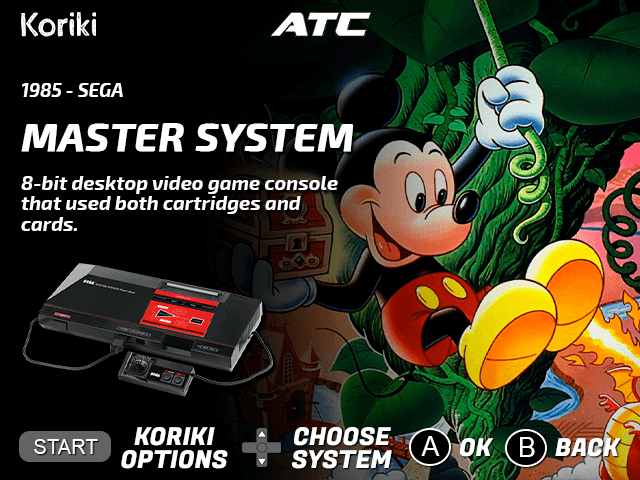 Koriki
ATC
1985 - SEGA
MASTER SYSTEM
8-bit desktop video game console
that used both cartridges and
cards.
START
KORIKI
OPTIONS
CHOOSE
SYSTEM
A OK
B BACK